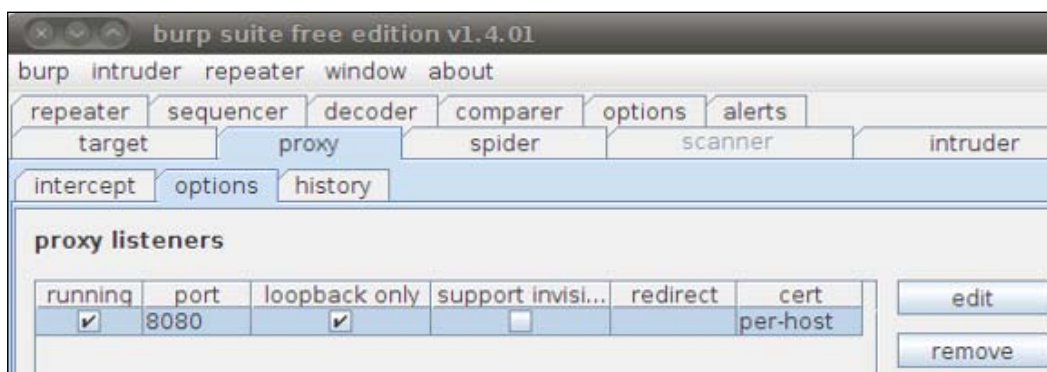 burp suite free edition v1.4.01
burp intruder repeater window about
repeater sequencer decoder comparer options alerts
target proxy spider scanner intruder
intercept options history
proxy listeners
running port loopback only support invisi... redirect cert
8080 per-host
edit
remove